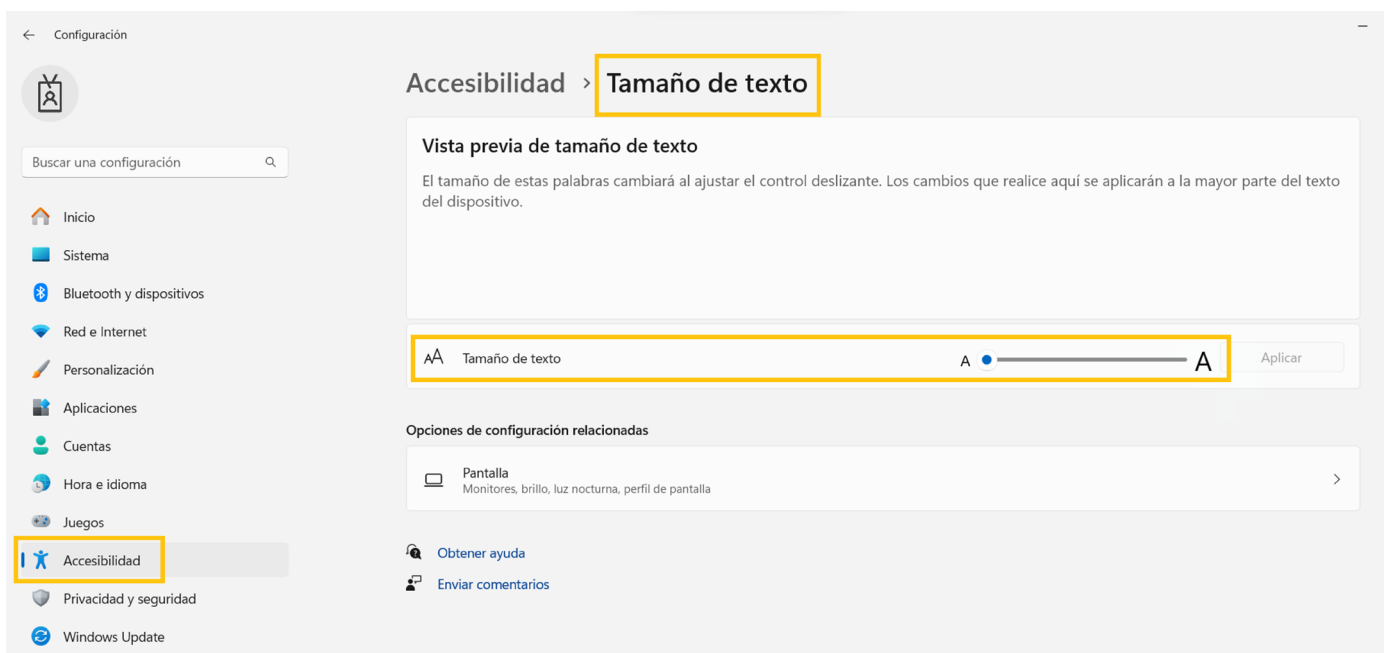 Configuración
Accesibilidad > Tamaño de texto
Buscar una configuración
Inicio
Sistema
Bluetooth y dispositivos
Red e Internet
Personalización
Aplicaciones
Cuentas
Hora e idioma
Juegos
Accesibilidad
Privacidad y seguridad
Windows Update
Vista previa de tamaño de texto
El tamaño de estas palabras cambiará al ajustar el control deslizante. Los cambios que realice aquí se aplicarán a la mayor parte del texto
del dispositivo.
AA Tamaño de texto A A Aplicar
Opciones de configuración relacionadas
Pantalla
Monitores, brillo, luz nocturna, perfil de pantalla
Obtener ayuda
Enviar comentarios